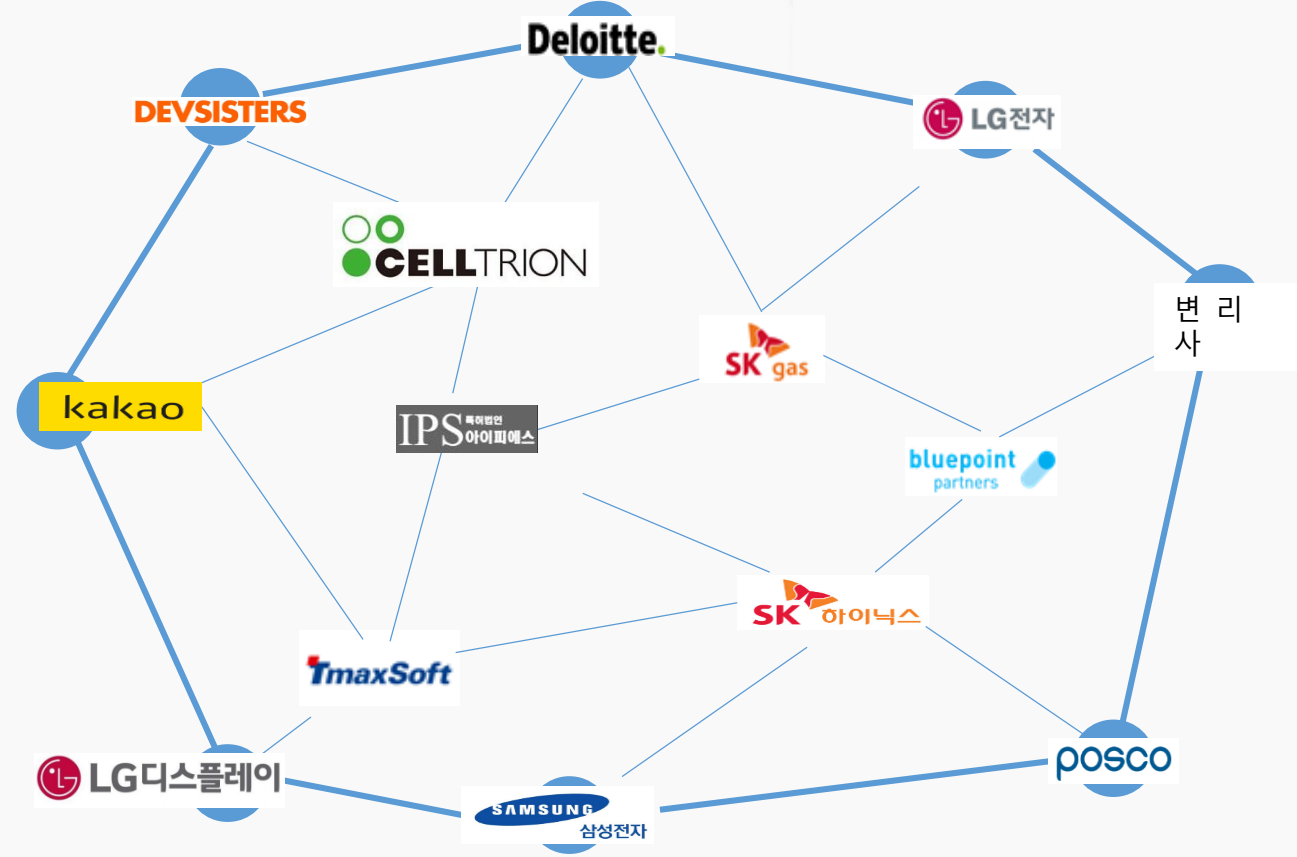 Deloitte.
DEVSISTERS
LG전자
CELLTRION
변 리
사
SK gas
kakao
IPS 특허법인
아이피에스
bluepoint
partners
SK 하이닉스
TmaxSoft
posco
LG디스플레이
SAMSUNG
삼성전자